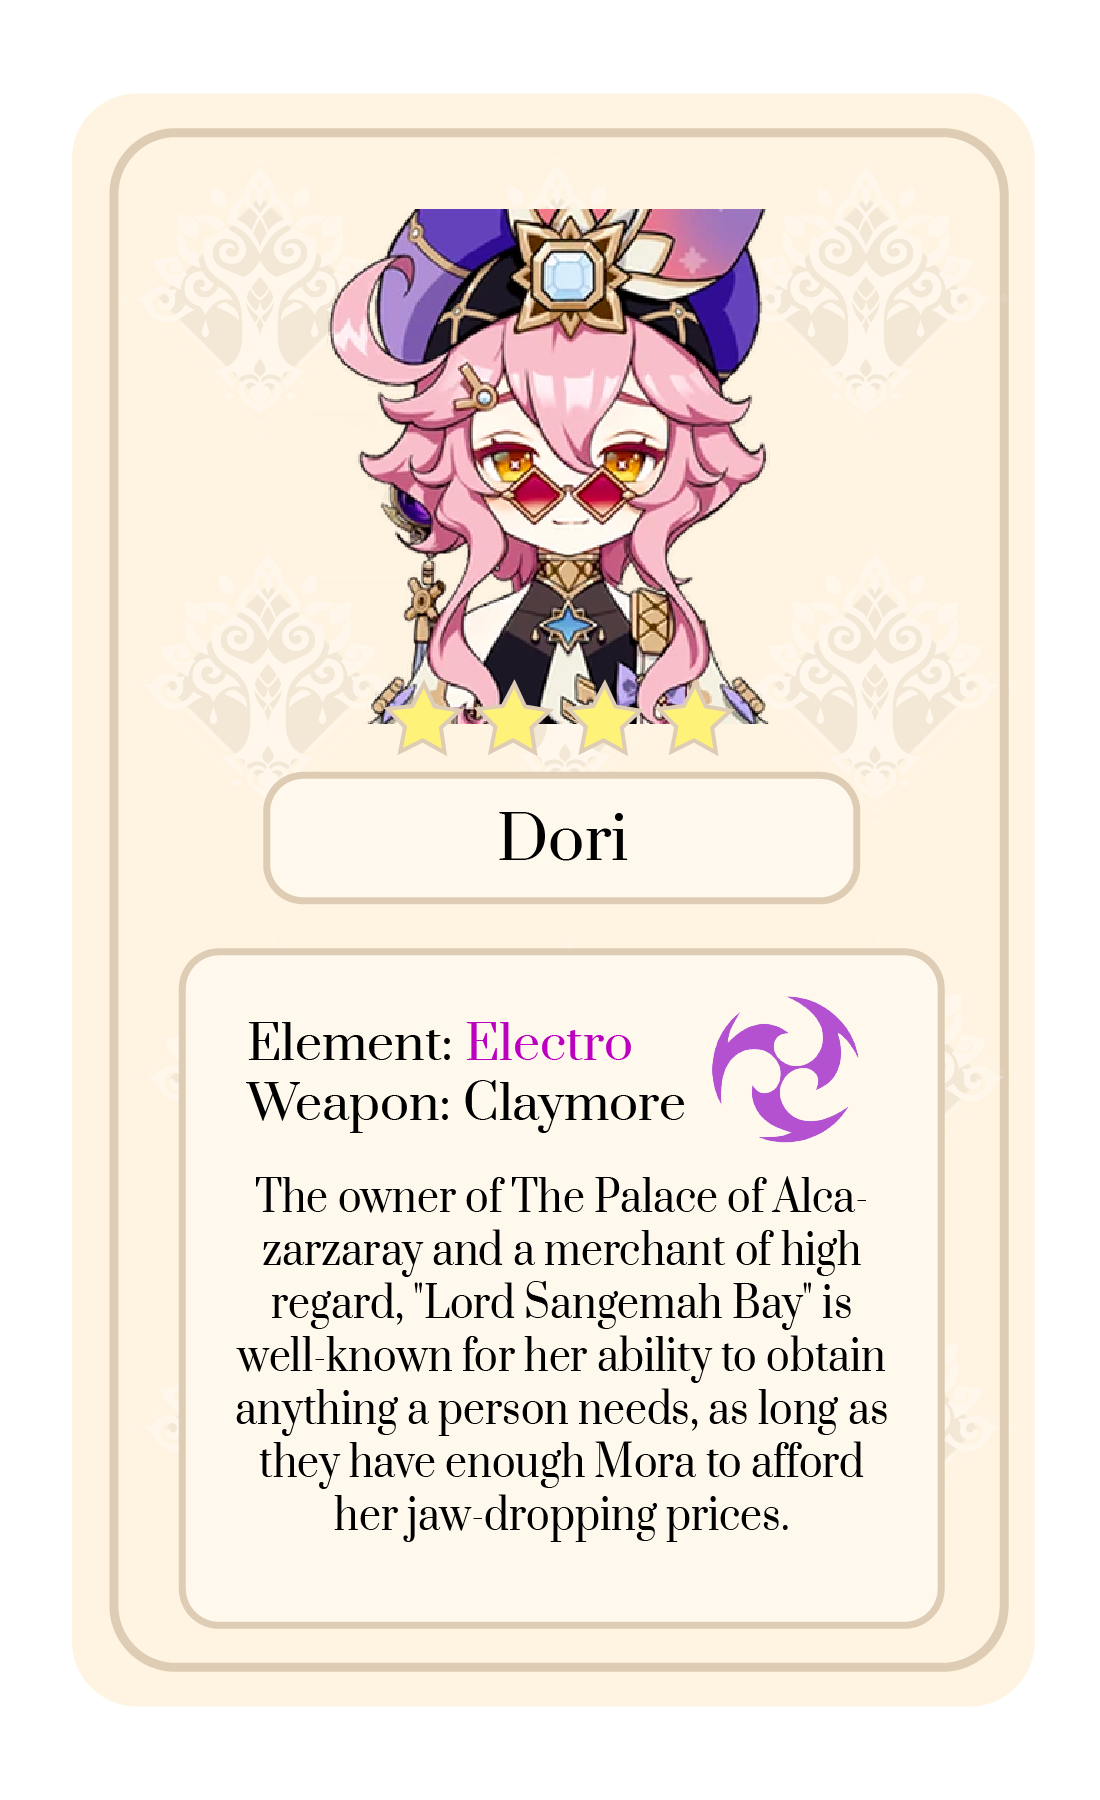 Dori
Element: Electro
Weapon: Claymore
The owner of The Palace of Alca-
zarzaray and a merchant of high
regard, "Lord Sangemah Bay" is
well-known for her ability to obtain
anything a person needs, as long as
they have enough Mora to afford
her jaw-dropping prices.